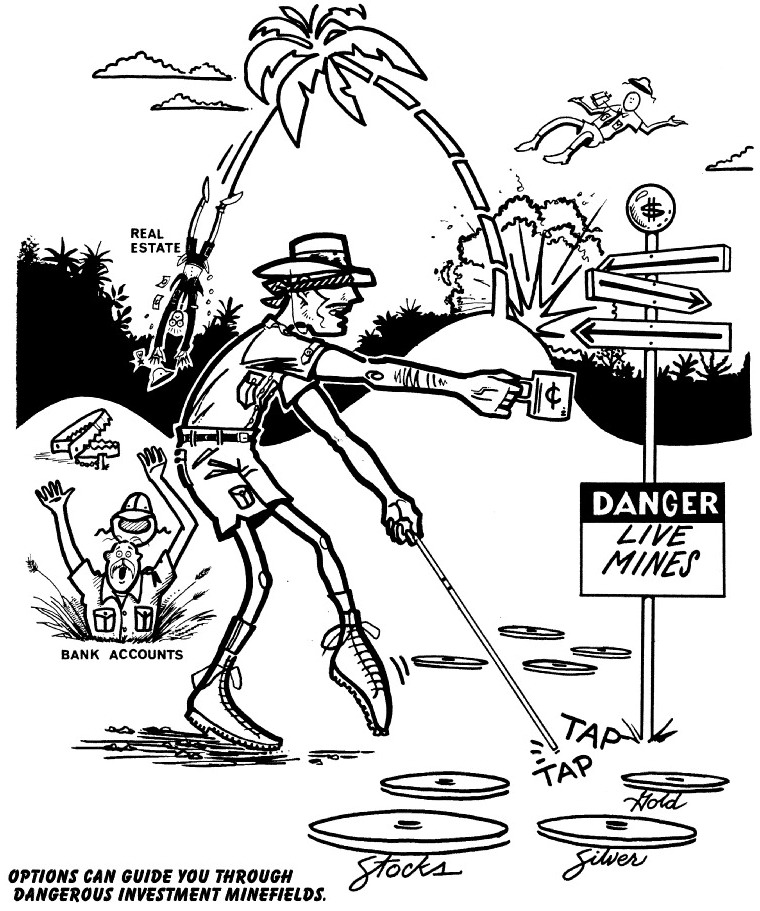 REAL
ESTATE
$
¢
DANGER
LIVE
MINES
BANK ACCOUNTS
TAP
TAP
Gold
Stocks
Silver
OPTIONS CAN GUIDE YOU THROUGH
DANGEROUS INVESTMENT MINEFIELDS.